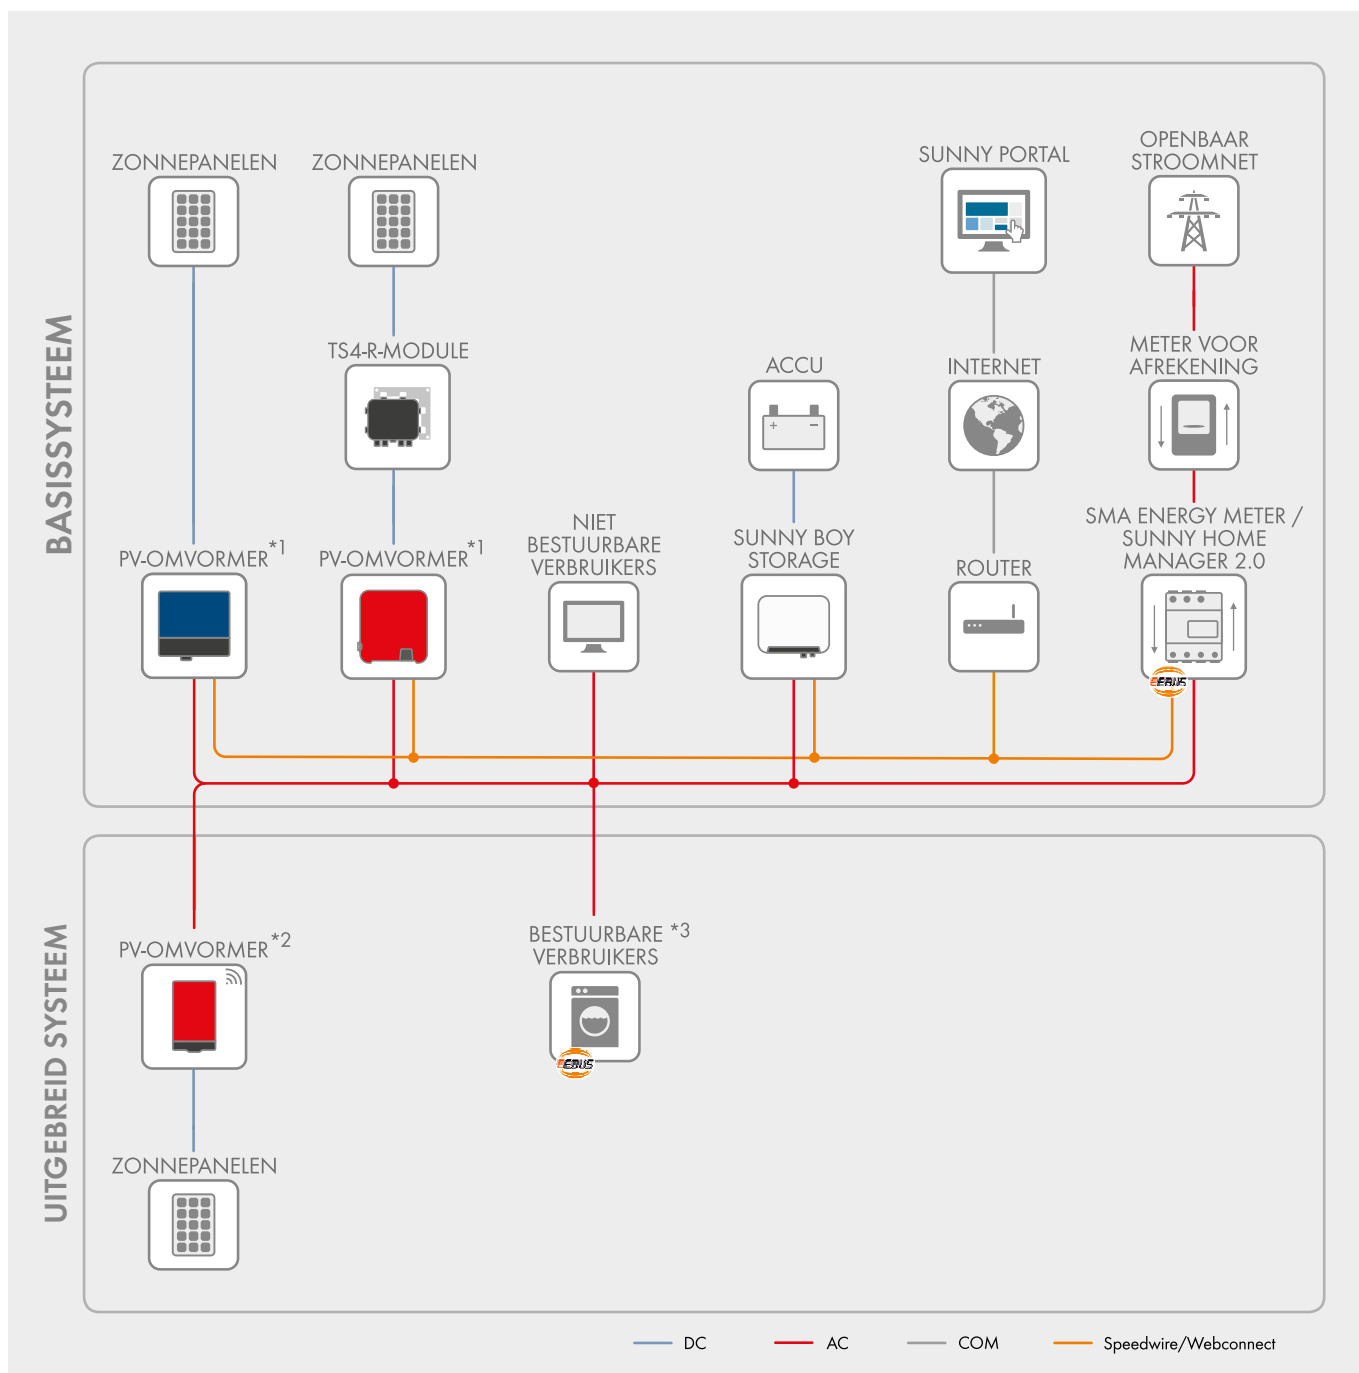 BASISSYSTEEM
ZONNEPANELEN
ZONNEPANELEN
SUNNY PORTAL
OPENBAAR
STROOMNET
TS4-R-MODULE
ACCU
INTERNET
METER VOOR
AFREKENING
PV-OMVORMER*1
PV-OMVORMER*1
NIET
BESTUURBARE
VERBRUIKERS
SUNNY BOY
STORAGE
ROUTER
SMA ENERGY METER /
SUNNY HOME
MANAGER 2.0
EEBUS
UITGEBREID SYSTEEM
PV-OMVORMER*2
BESTUURBARE *3
VERBRUIKERS
EEBUS
ZONNEPANELEN
DC
AC
COM
Speedwire/Webconnect